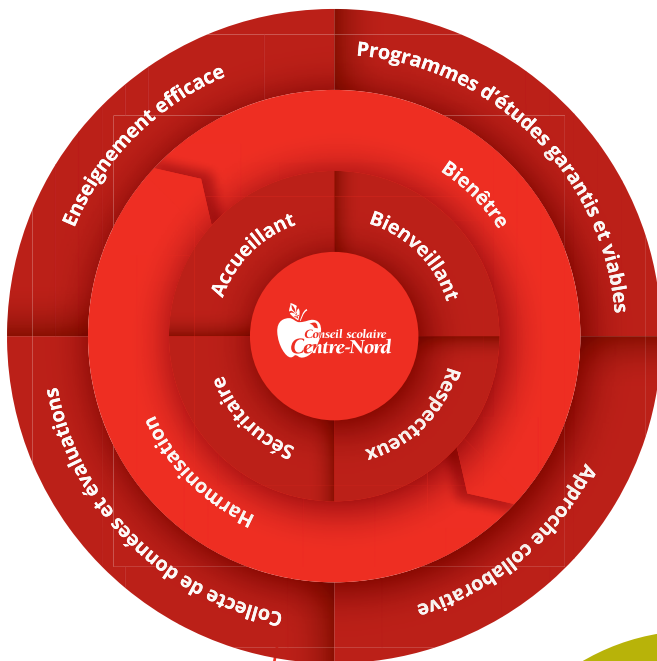 Enseignement efficace
Programmes d'études garantis et viables
Bienêtre
Accueillant
Bienveillant
Conseil scolaire
Centre-Nord
Sécuritaire
Respectueux
Harmonisation
Collecte de données et évaluations
Approche collaborative